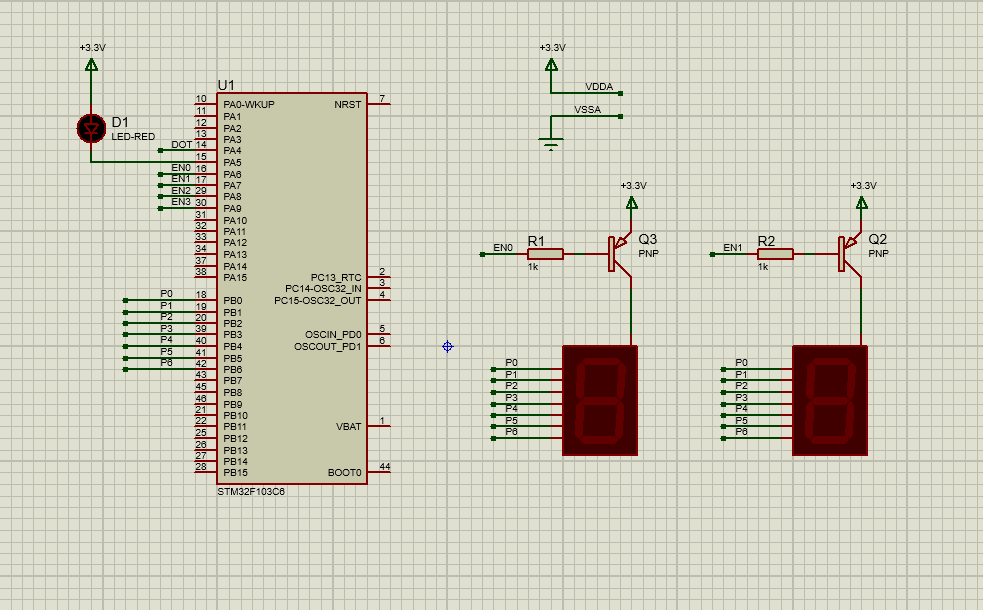 +3.3V
D1
LED-RED
U1
10 PA0-WKUP
11 PA1
12 PA2
13 PA3
DOT 14 PA4
15 PA5
EN0 16 PA6
EN1 17 PA7
EN2 29 PA8
EN3 30 PA9
31 PA10
32 PA11
33 PA12
34 PA13
37 PA14
38 PA15
P0 18 PB0
P1 19 PB1
P2 20 PB2
P3 39 PB3
P4 40 PB4
P5 41 PB5
P6 42 PB6
43 PB7
45 PB8
46 PB9
21 PB10
22 PB11
25 PB12
26 PB13
27 PB14
28 PB15
NRST 7
PC13_RTC 2
PC14-OSC32_IN 3
PC15-OSC32_OUT 4
OSCIN_PD0 5
OSCOUT_PD1 6
VBAT 1
BOOT0 44
STM32F103C6
+3.3V
VDDA
VSSA
+3.3V
EN0
R1
1k
Q3
PNP
P0
P1
P2
P3
P4
P5
P6
+3.3V
EN1
R2
1k
Q2
PNP
P0
P1
P2
P3
P4
P5
P6